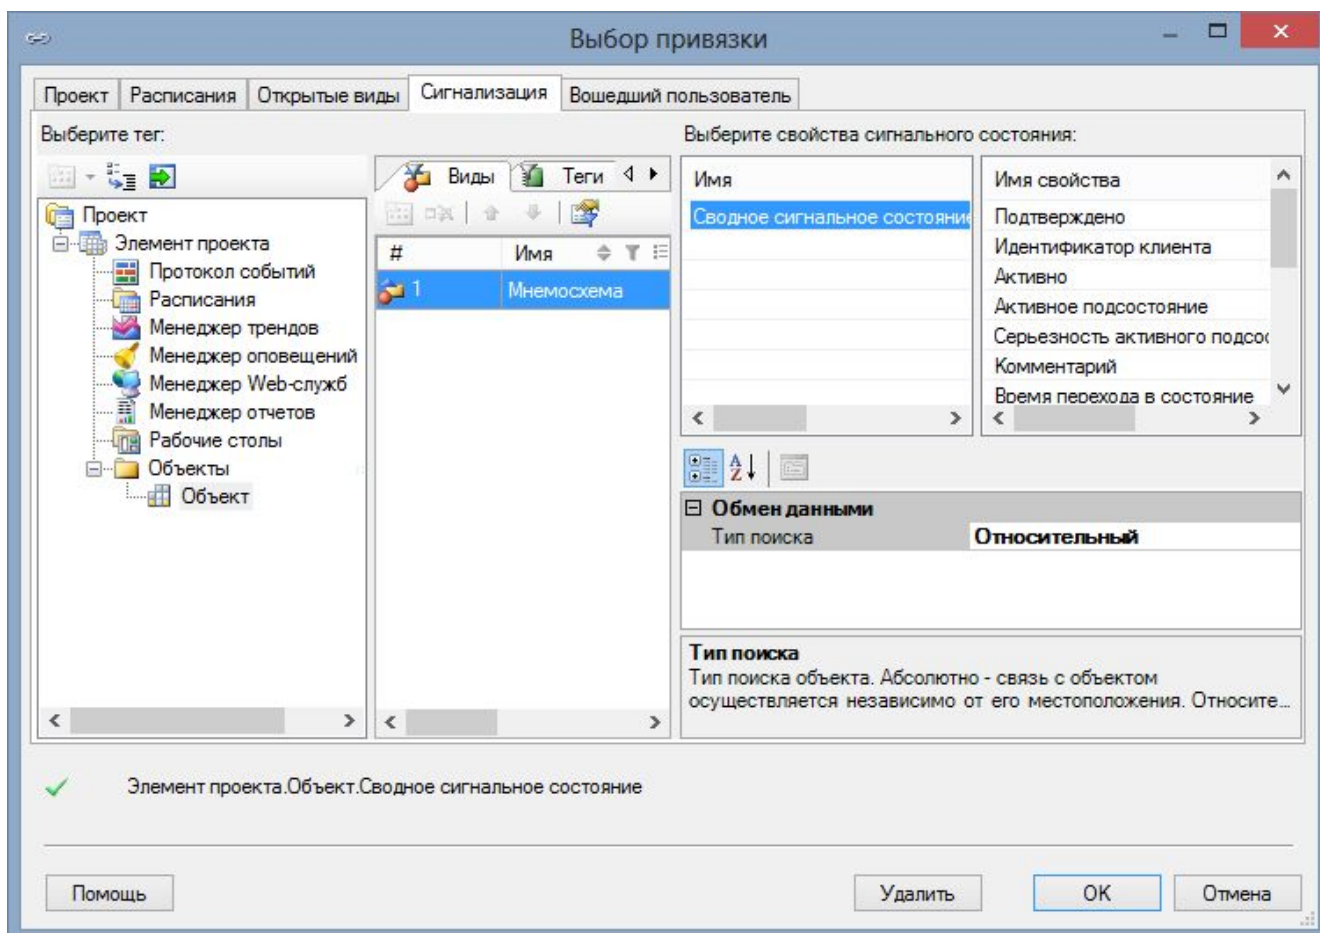 Выбор привязки
Проект Расписания Открытые виды Сигнализация Вошедший пользователь
Выберите тег:
Виды Теги
Проект
Элемент проекта
Протокол событий
Расписания
Менеджер трендов
Менеджер оповещений
Менеджер Web-служб
Менеджер отчетов
Рабочие столы
Объекты
Объект
# Имя
1 Мнемосхема
Выберите свойства сигнального состояния:
Имя
Сводное сигнальное состояние
Имя свойства
Подтверждено
Идентификатор клиента
Активно
Активное подсостояние
Серьезность активного подсос
Комментарий
Время перехода в состояние
Обмен данными
Тип поиска Относительный
Тип поиска
Тип поиска объекта. Абсолютно - связь с объектом
осуществляется независимо от его местоположения. Относите...
Элемент проекта.Объект.Сводное сигнальное состояние
Помощь Удалить OK Отмена